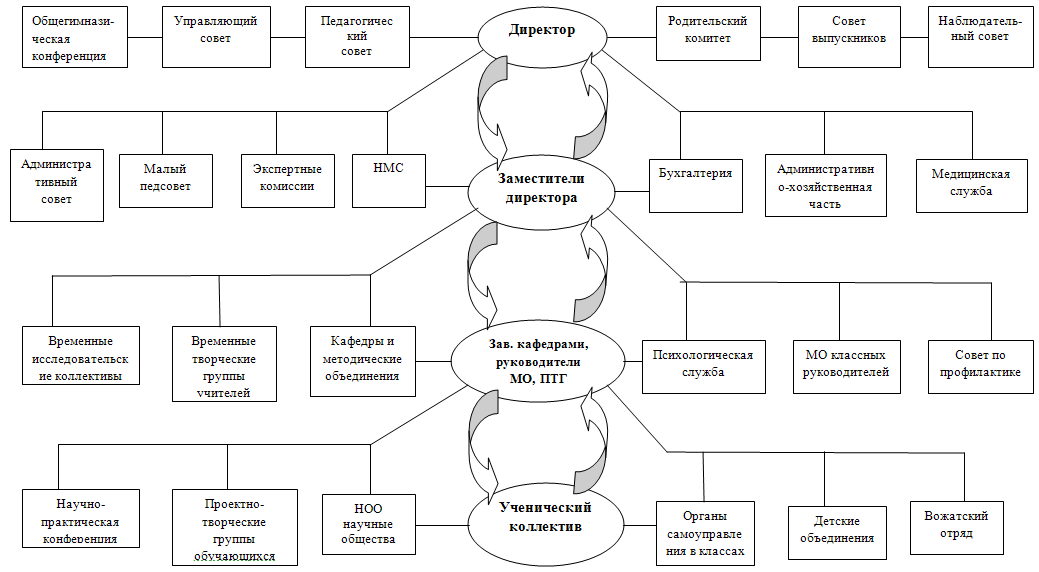 Общегимнази-
ческая
конференция
Управляющий
совет
Педагогичес
кий
совет
Директор
Родительский
комитет
Совет
выпускников
Наблюдатель-
ный совет
Администра
тивный
совет
Малый
педсовет
Экспертные
комиссии
НМС
Заместители
директора
Бухгалтерия
Административ
но-хозяйственная
часть
Медицинская
служба
Временные
исследовательск
ие коллективы
Временные
творческие
группы
учителей
Кафедры и
методические
объединения
Зав. кафедрами,
руководители
МО, ПТГ
Психологическая
служба
МО классных
руководителей
Совет по
профилактике
Научно-
практическая
конференция
Проектно-
творческие
группы
обучающихся
НОО
научные
общества
Ученический
коллектив
Органы
самоуправле
ния в классах
Детские
объединения
Вожатский
отряд